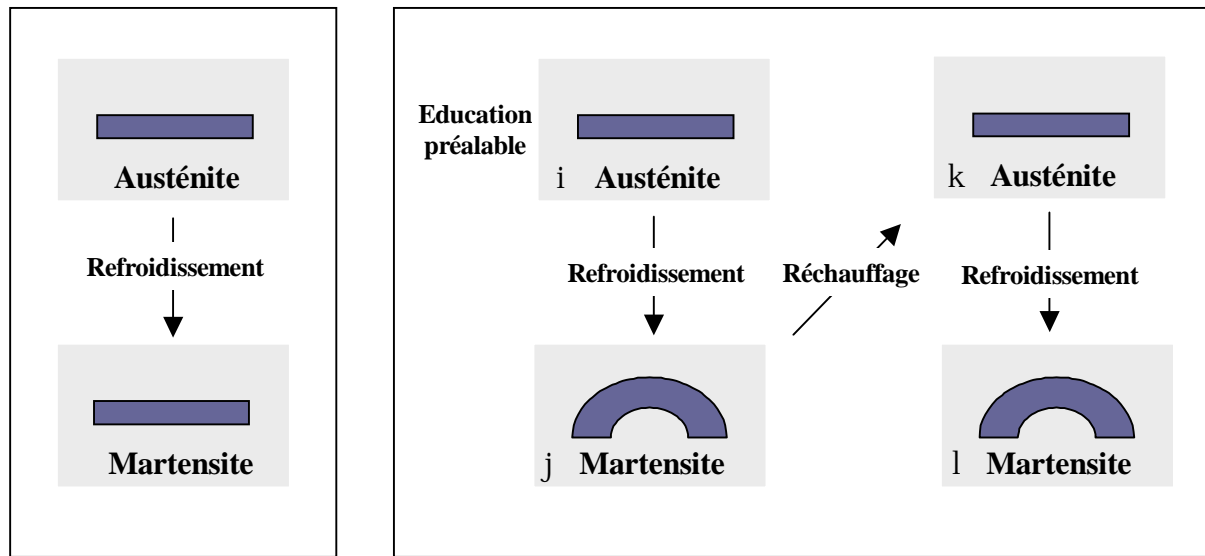 Austénite
Refroidissement
Martensite
Education
préalable
i Austénite
Refroidissement
j Martensite
Réchauffage
k Austénite
Refroidissement
l Martensite